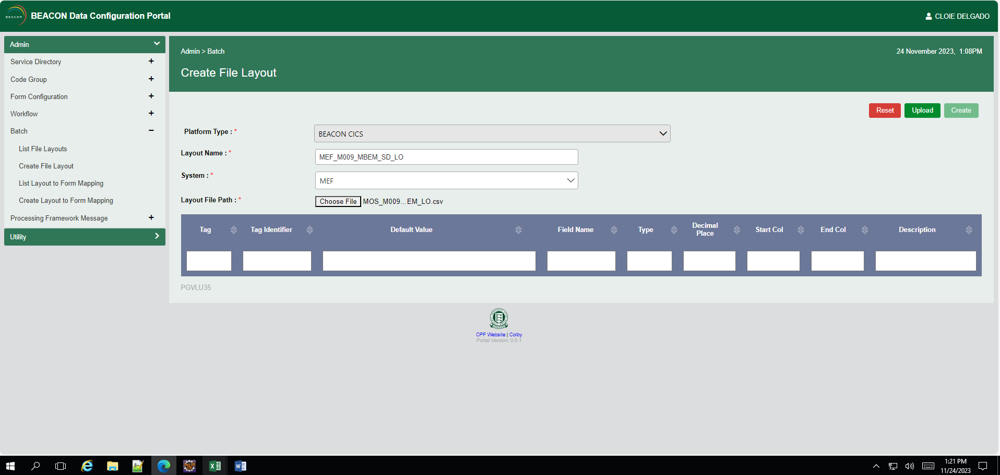 BEACON
BEACON Data Configuration Portal
CLOIE DELGADO
Admin
Service Directory
Code Group
Form Configuration
Workflow
Batch
List File Layouts
Create File Layout
List Layout to Form Mapping
Create Layout to Form Mapping
Processing Framework Message
Utility
Admin > Batch
24 November 2023, 1:08PM
Create File Layout
Reset Upload Create
Platform Type : * BEACON CICS
Layout Name : * MEF_M009_MBEM_SD_LO
System : * MEF
Layout File Path : * Choose File MOS_M009...EM_LO.csv
Tag Tag Identifier Default Value Field Name Type Decimal Place Start Col End Col Description
PGVLU35
CPF Website | Colby
Portal Version: 0.0.1
1:21 PM
11/24/2023